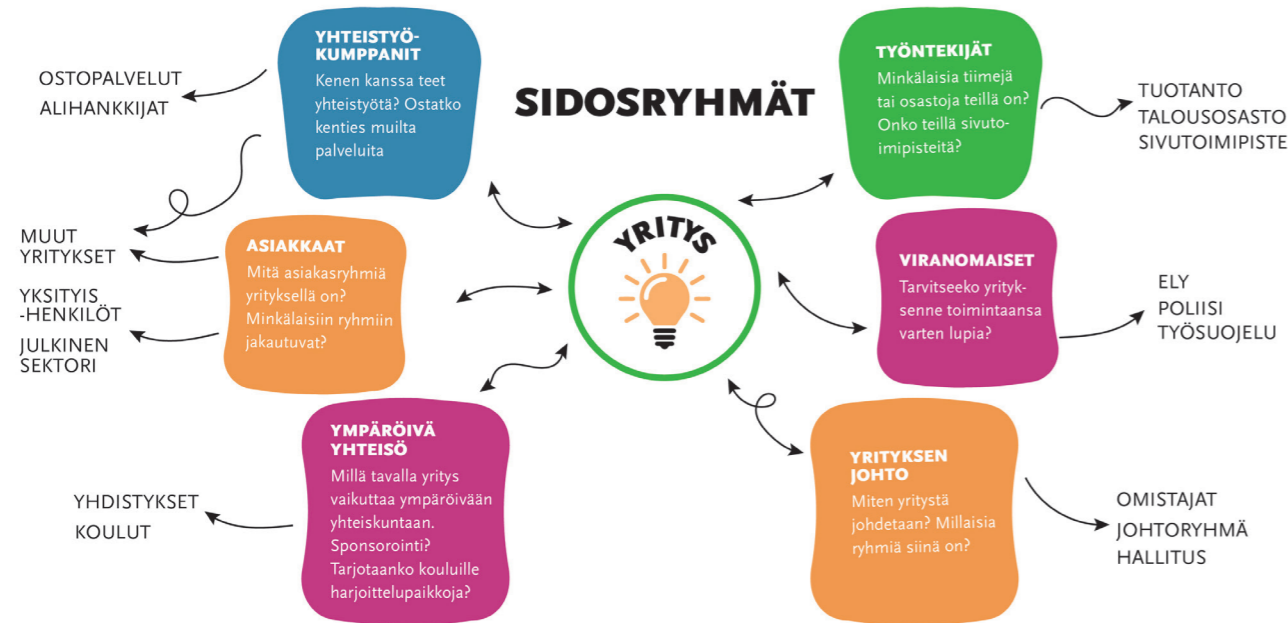 SIDOSRYHMÄT
YRITYS
YHTEISTYÖ-
KUMPPANIT
Kenen kanssa teet
yhteistyötä? Ostatko
kenties muilta
palveluita
OSTOPALVELUT
ALIHANKKIJAT
MUUT
YRITYKSET
ASIAKKAAT
Mitä asiakasryhmiä
yrityksellä on?
Minkälaisiin ryhmiin
jakautuvat?
YKSITYIS
-HENKILÖT
JULKINEN
SEKTORI
YMPÄRÖIVÄ
YHTEISÖ
Millä tavalla yritys
vaikuttaa ympäröivään
yhteiskuntaan.
Sponsorointi?
Tarjotaanko kouluille
harjoittelupaikkoja?
YHDISTYKSET
KOULUT
TYÖNTEKIJÄT
Minkälaisia tiimejä
tai osastoja teillä on?
Onko teillä sivuto-
imipisteitä?
TUOTANTO
TALOUSOSASTO
SIVUTOIMIPISTE
VIRANOMAISET
Tarvitseeko yrityk-
senne toimintaansa
varten lupia?
ELY
POLIISI
TYÖSUOJELU
YRITYKSEN
JOHTO
Miten yritystä
johdetaan? Millaisia
ryhmiä siinä on?
OMISTAJAT
JOHTORYHMÄ
HALLITUS